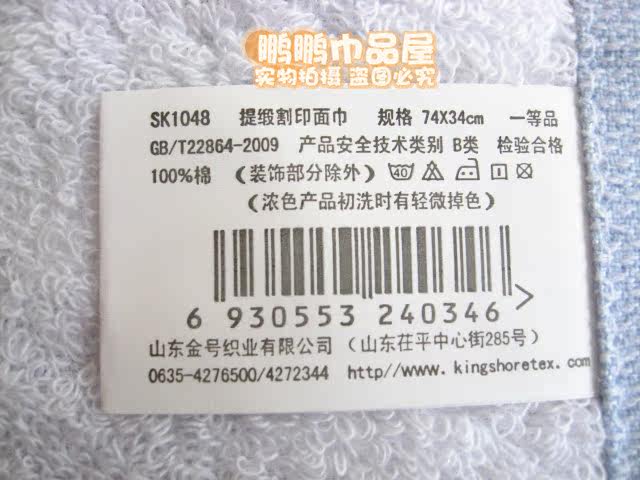 鹏鹏巾品屋
实物拍摄 盗图必究
SK1048 提缎割印面巾 规格 74X34cm 一等品
GB/T22864-2009 产品安全技术类别 B类 检验合格
100%棉 (装饰部分除外) 40
(浓色产品初洗时有轻微掉色)
6 930553 240346 >
山东金号织业有限公司 (山东茌平中心街285号)
0635-4276500/4272344 http//www.kingshoretex.com